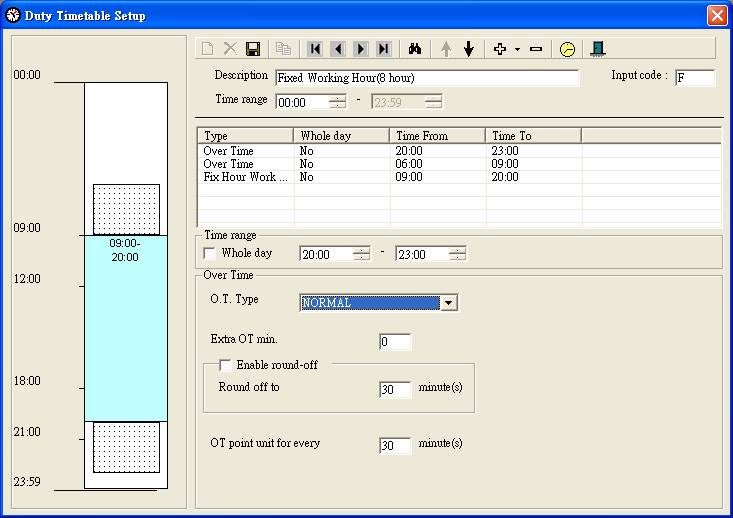 Duty Timetable Setup
00:00
09:00
09:00-
20:00
12:00
18:00
21:00
23:59
Description Fixed Working Hour(8 hour) Input code : F
Time range 00:00 - 23:59
Type Whole day Time From Time To
Over Time No 20:00 23:00
Over Time No 06:00 09:00
Fix Hour Work ... No 09:00 20:00
Time range
Whole day 20:00 - 23:00
Over Time
O.T. Type NORMAL
Extra OT min. 0
Enable round-off
Round off to 30 minute(s)
OT point unit for every 30 minute(s)